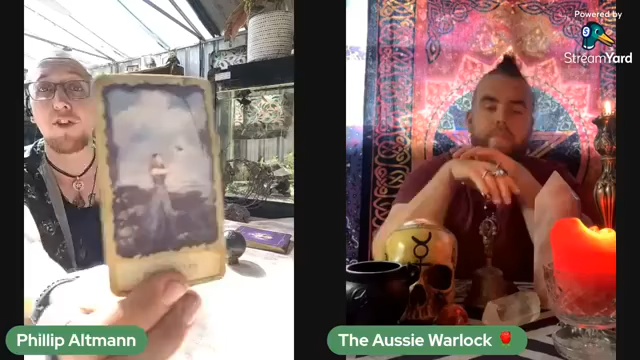 Powered by
StreamYard
Phillip Altmann
The Aussie Warlock 🌹